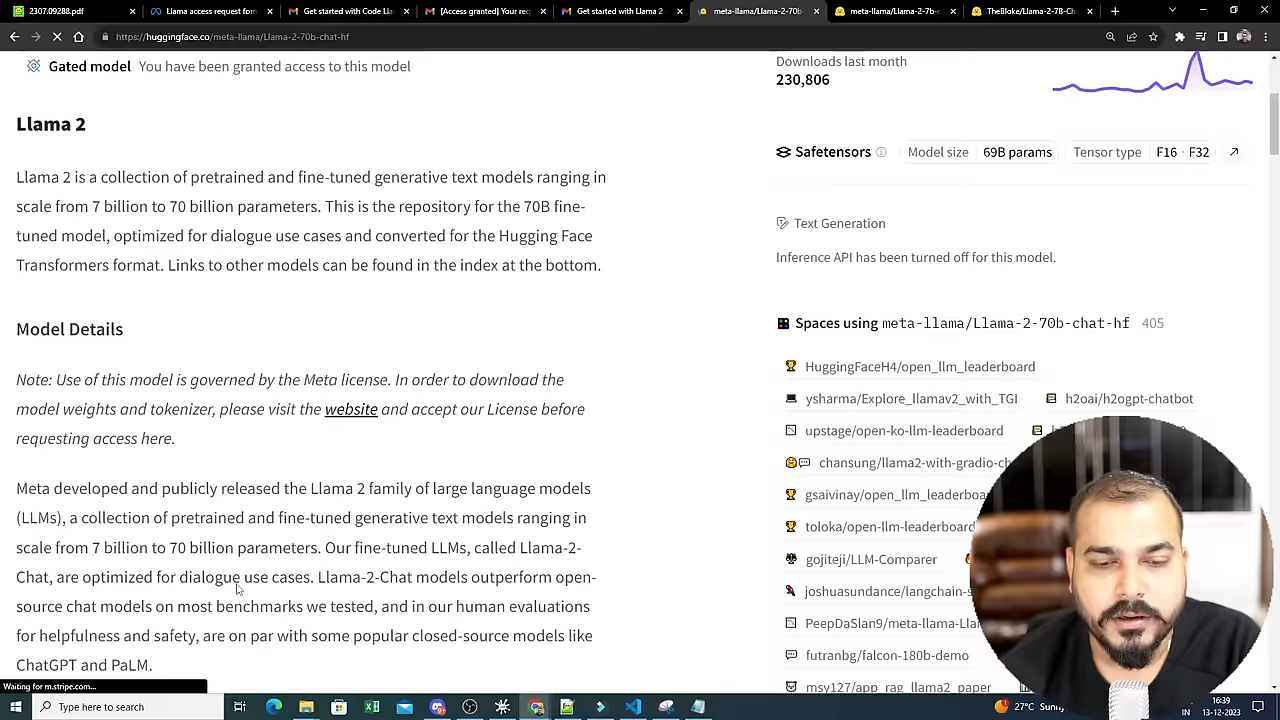 2307.09288.pdf
Llama access request form
Get started with Code Lla
[Access granted] Your req
Get started with Llama 2
meta-llama/Llama-2-70b
meta-llama/Llama-2-7b-c
TheBloke/Llama-2-7B-Ch
https://huggingface.co/meta-llama/Llama-2-70b-chat-hf
Gated model You have been granted access to this model
Downloads last month
230,806
Llama 2
Safetensors Model size 69B params Tensor type F16 · F32
Llama 2 is a collection of pretrained and fine-tuned generative text models ranging in
scale from 7 billion to 70 billion parameters. This is the repository for the 70B fine-
tuned model, optimized for dialogue use cases and converted for the Hugging Face
Transformers format. Links to other models can be found in the index at the bottom.
Text Generation
Inference API has been turned off for this model.
Model Details
Note: Use of this model is governed by the Meta license. In order to download the
model weights and tokenizer, please visit the website and accept our License before
requesting access here.
Meta developed and publicly released the Llama 2 family of large language models
(LLMs), a collection of pretrained and fine-tuned generative text models ranging in
scale from 7 billion to 70 billion parameters. Our fine-tuned LLMs, called Llama-2-
Chat, are optimized for dialogue use cases. Llama-2-Chat models outperform open-
source chat models on most benchmarks we tested, and in our human evaluations
for helpfulness and safety, are on par with some popular closed-source models like
ChatGPT and PaLM.
Spaces using meta-llama/Llama-2-70b-chat-hf 405
HuggingFaceH4/open_llm_leaderboard
ysharma/Explore_llamav2_with_TGI h2oai/h2ogpt-chatbot
upstage/open-ko-llm-leaderboard
chansung/llama2-with-gradio-ch
gsaivinay/open_llm_leaderboa
toloka/open-llm-leaderboard
gojiteji/LLM-Comparer
joshuasundance/langchain-s
PeepDaSlan9/meta-llama-Lla
futranbg/falcon-180b-demo
msy127/app_rag_llama2_paper
Waiting for m.stripe.com...
Type here to search
27°C Sunny
IN
16:39
13-12-2023